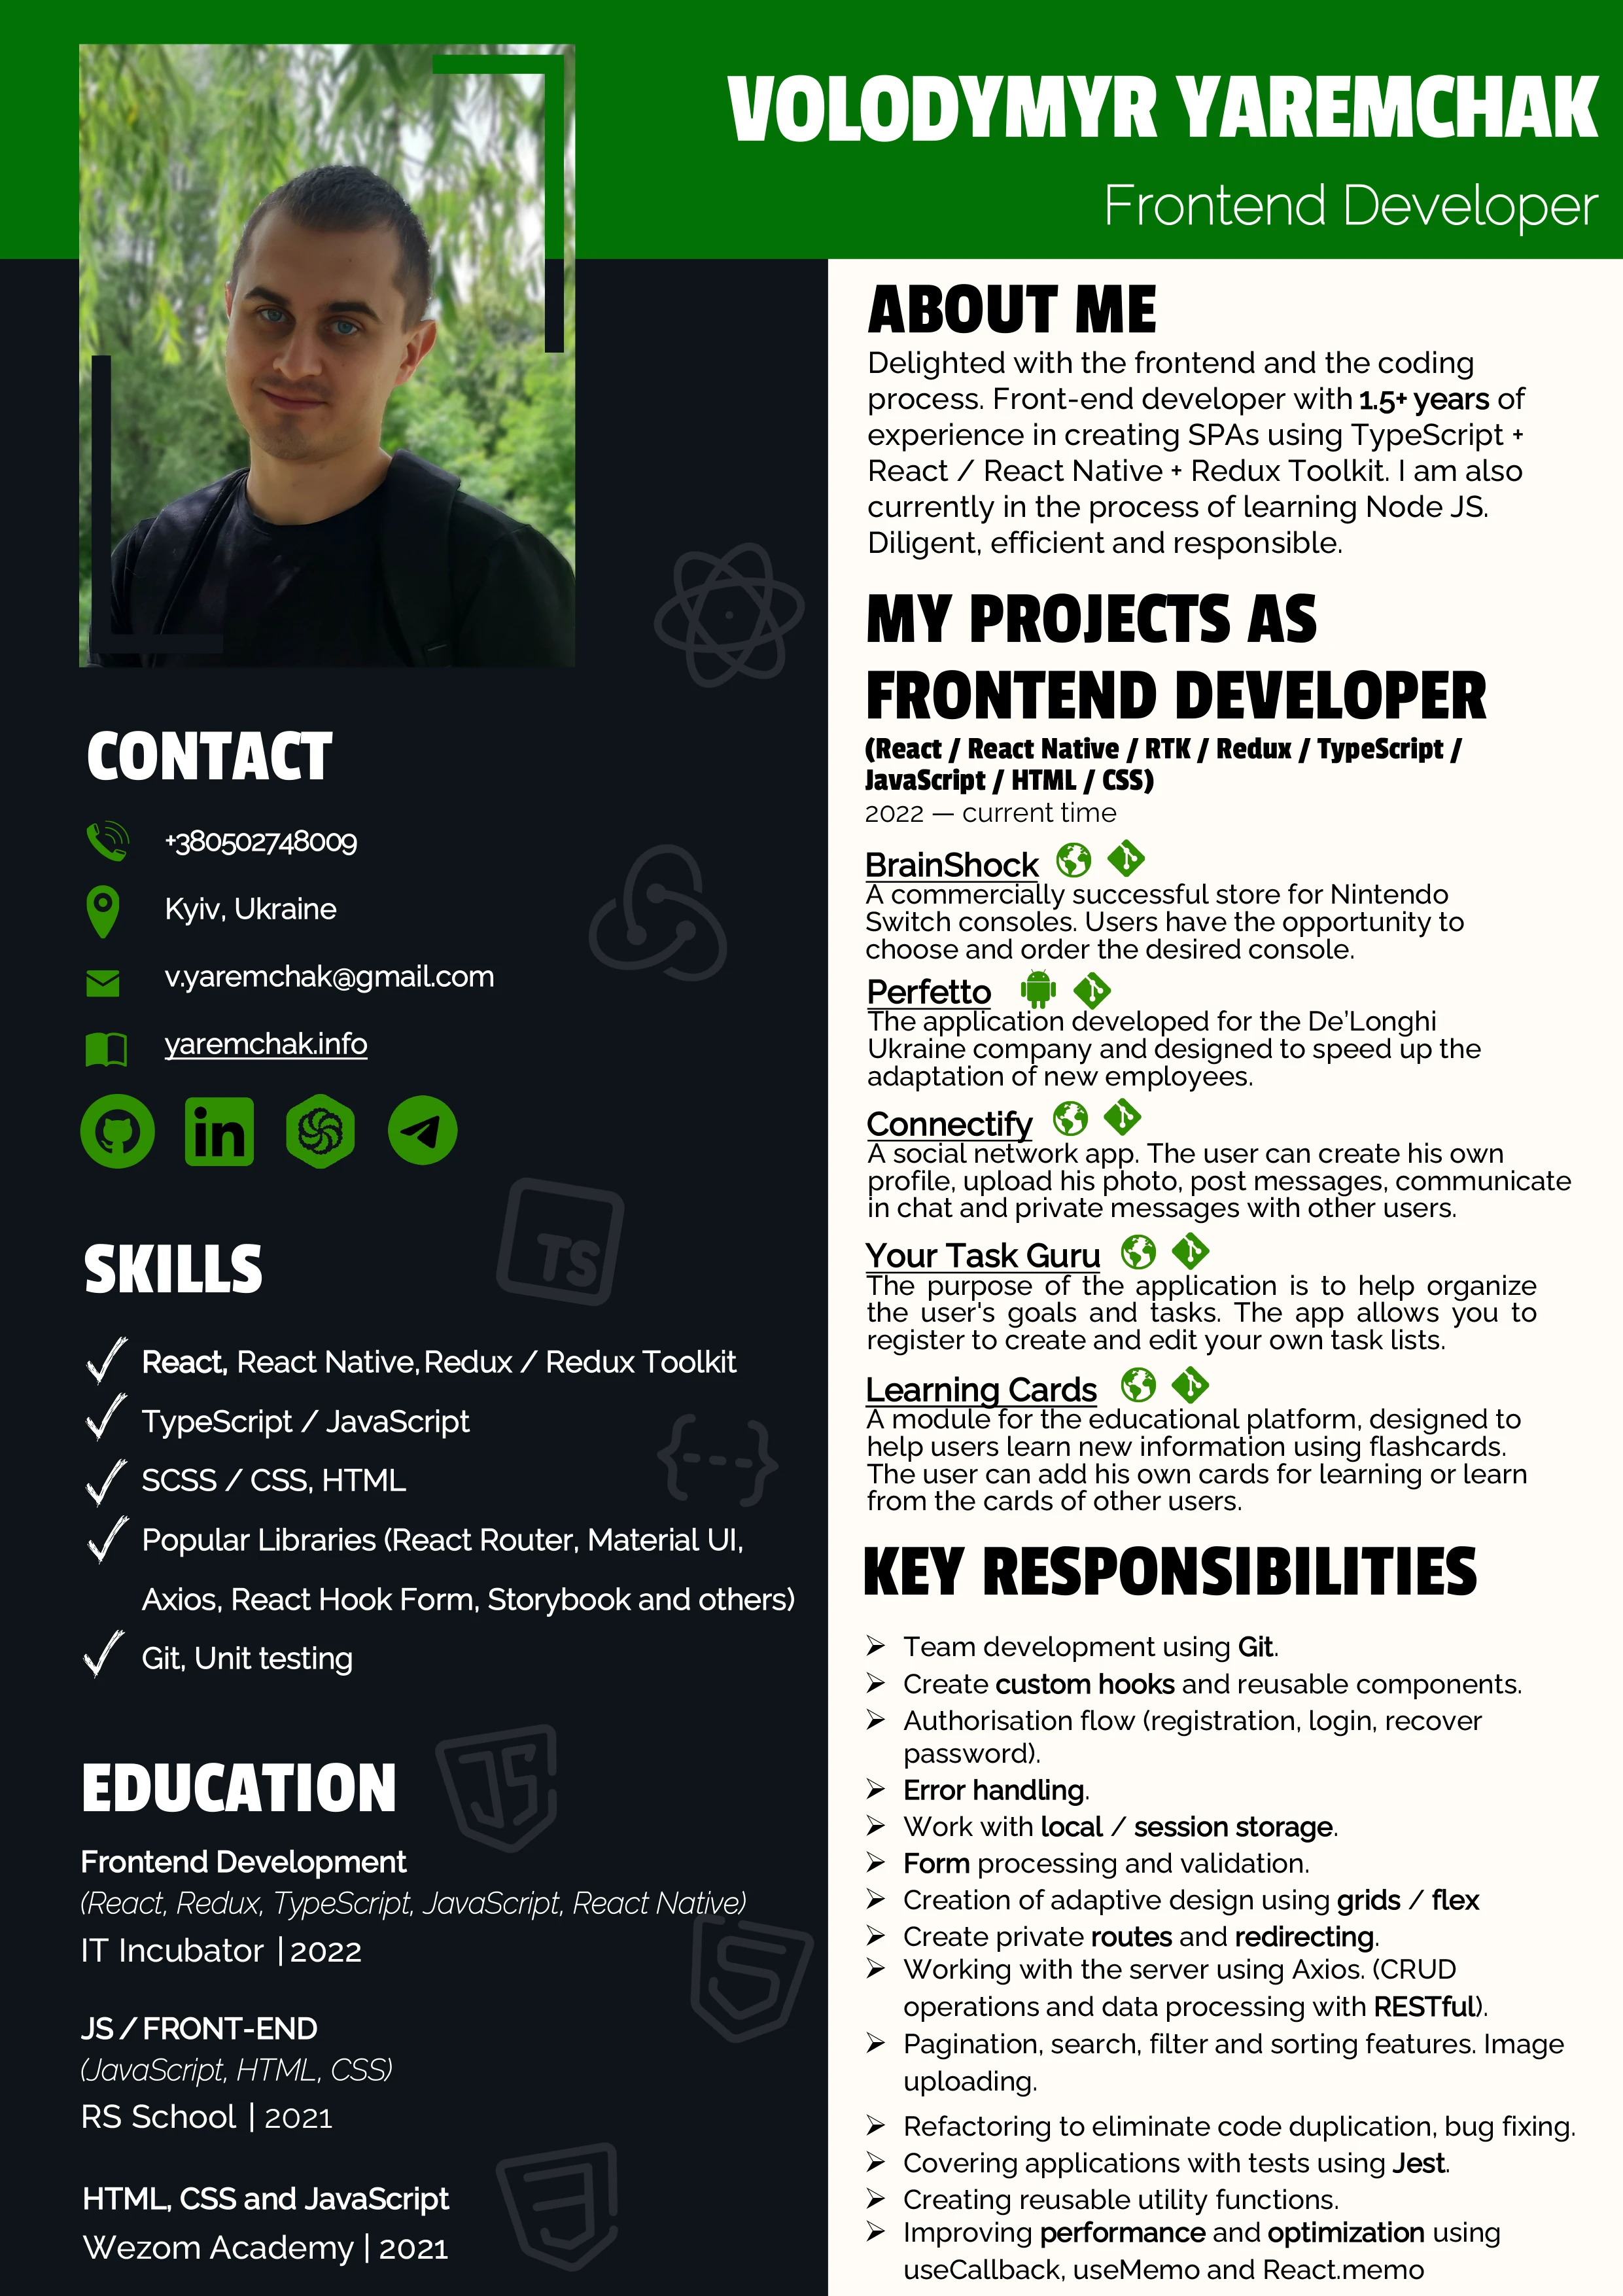 VOLODYMYR YAREMCHAK
Frontend Developer
CONTACT
+380502748009
Kyiv, Ukraine
v.yaremchak@gmail.com
yaremchak.info
in
SKILLS
TS
React, React Native, Redux / Redux Toolkit
TypeScript / JavaScript
SCSS / CSS, HTML
Popular Libraries (React Router, Material UI,
Axios, React Hook Form, Storybook and others)
Git, Unit testing
EDUCATION
JS
Frontend Development
(React, Redux, TypeScript, JavaScript, React Native)
IT Incubator | 2022
5
JS / FRONT-END
(JavaScript, HTML, CSS)
RS School | 2021
3
HTML, CSS and JavaScript
Wezom Academy | 2021
ABOUT ME
Delighted with the frontend and the coding
process. Front-end developer with 1.5+ years of
experience in creating SPAs using TypeScript +
React / React Native + Redux Toolkit. I am also
currently in the process of learning Node JS.
Diligent, efficient and responsible.
MY PROJECTS AS
FRONTEND DEVELOPER
(React / React Native / RTK / Redux / TypeScript /
JavaScript / HTML / CSS)
2022 — current time
BrainShock
A commercially successful store for Nintendo
Switch consoles. Users have the opportunity to
choose and order the desired console.
Perfetto
The application developed for the De'Longhi
Ukraine company and designed to speed up the
adaptation of new employees.
Connectify
A social network app. The user can create his own
profile, upload his photo, post messages, communicate
in chat and private messages with other users.
Your Task Guru
The purpose of the application is to help organize
the user's goals and tasks. The app allows you to
register to create and edit your own task lists.
Learning Cards
A module for the educational platform, designed to
help users learn new information using flashcards.
The user can add his own cards for learning or learn
from the cards of other users.
KEY RESPONSIBILITIES
Team development using Git.
Create custom hooks and reusable components.
Authorisation flow (registration, login, recover
password).
Error handling.
Work with local / session storage.
Form processing and validation.
Creation of adaptive design using grids / flex
Create private routes and redirecting.
Working with the server using Axios. (CRUD
operations and data processing with RESTful).
Pagination, search, filter and sorting features. Image
uploading.
Refactoring to eliminate code duplication, bug fixing.
Covering applications with tests using Jest.
Creating reusable utility functions.
Improving performance and optimization using
useCallback, useMemo and React.memo